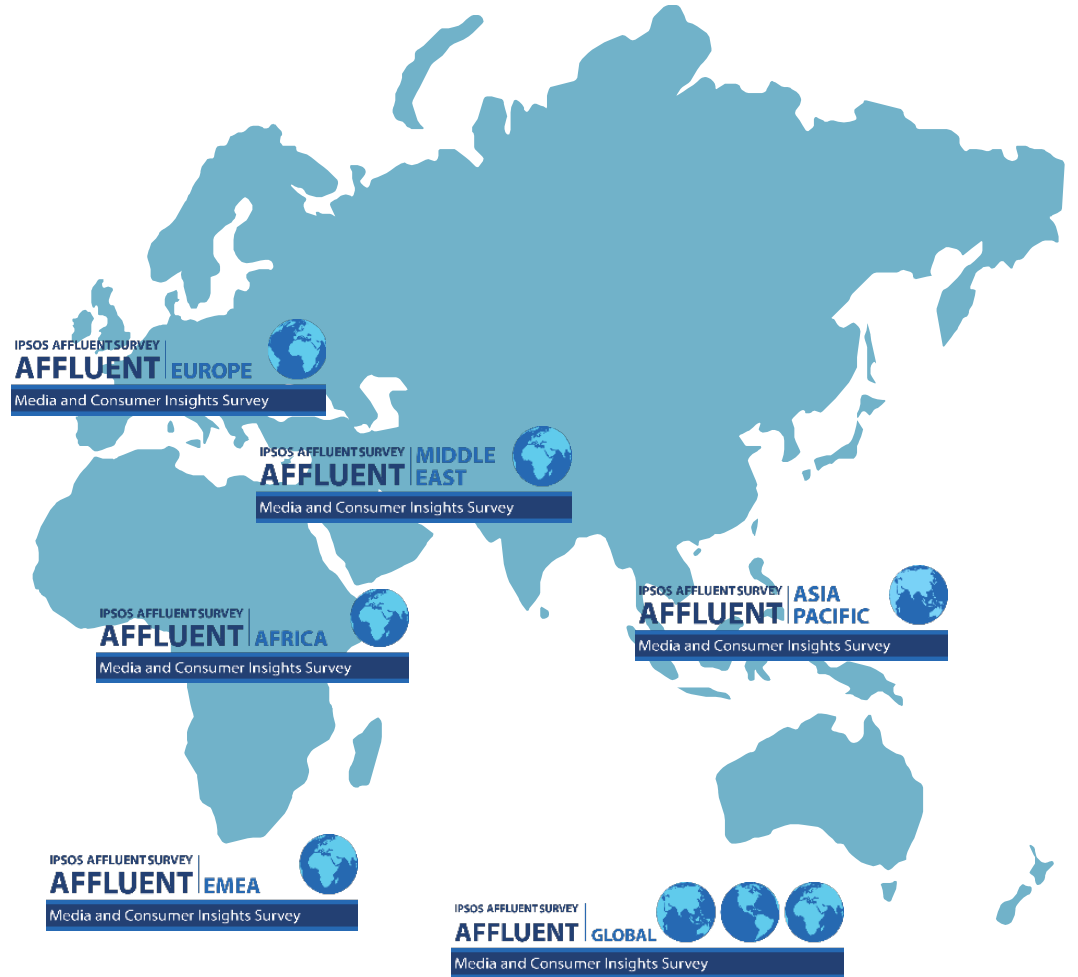 IPSOS AFFLUENT SURVEY
AFFLUENT EUROPE
Media and Consumer Insights Survey
IPSOS AFFLUENT SURVEY
AFFLUENT MIDDLE
EAST
Media and Consumer Insights Survey
IPSOS AFFLUENT SURVEY
AFFLUENT ASIA
PACIFIC
Media and Consumer Insights Survey
IPSOS AFFLUENT SURVEY
AFFLUENT AFRICA
Media and Consumer Insights Survey
IPSOS AFFLUENT SURVEY
AFFLUENT EMEA
Media and Consumer Insights Survey
IPSOS AFFLUENT SURVEY
AFFLUENT GLOBAL
Media and Consumer Insights Survey